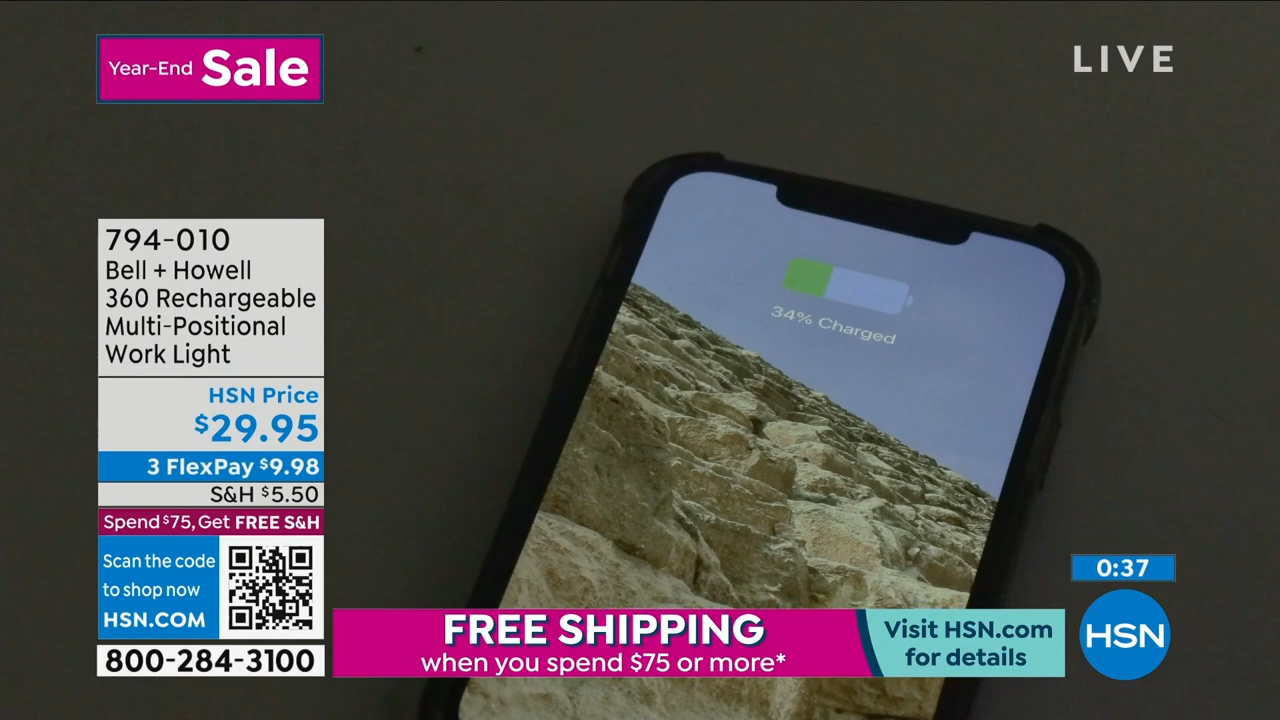 Year-End Sale
LIVE
794-010
Bell + Howell
360 Rechargeable
Multi-Positional
Work Light
HSN Price
$29.95
3 FlexPay $9.98
S&H $5.50
Spend $75, Get FREE S&H
Scan the code
to shop now
HSN.COM
800-284-3100
34% Charged
FREE SHIPPING
when you spend $75 or more*
Visit HSN.com
for details
0:37
HSN